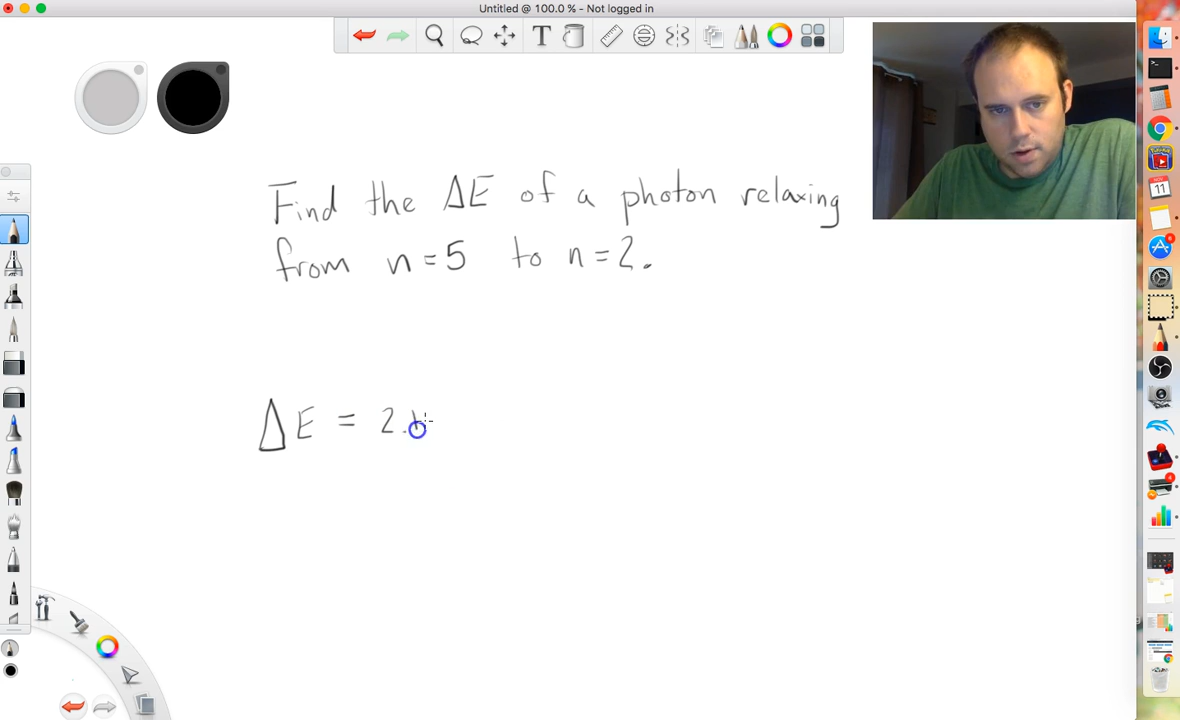 Untitled @ 100.0 % - Not logged in
Find the ΔE of a photon relaxing
from n = 5 to n = 2.
ΔE = 2.